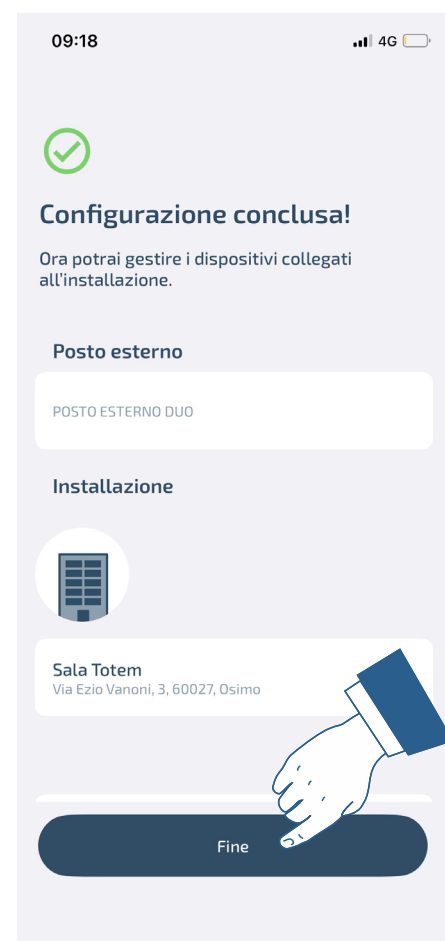 09:18
4G
Configurazione conclusa!
Ora potrai gestire i dispositivi collegati
all'installazione.
Posto esterno
POSTO ESTERNO DUO
Installazione
Sala Totem
Via Ezio Vanoni, 3, 60027, Osimo
Fine